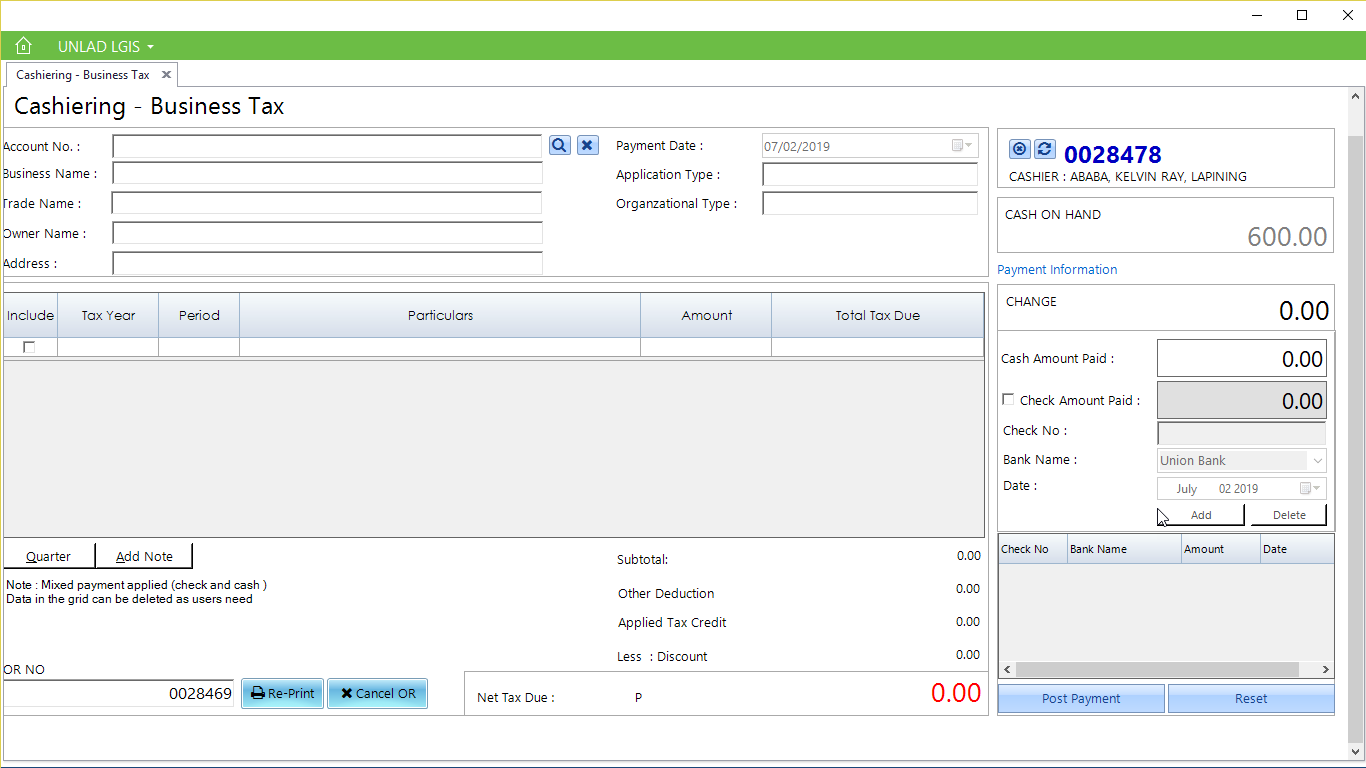 UNLAD LGIS
Cashiering - Business Tax
Cashiering - Business Tax
Account No. :
Business Name :
Trade Name :
Owner Name :
Address :
Payment Date : 07/02/2019
Application Type :
Organzational Type :
0028478
CASHIER : ABABA, KELVIN RAY, LAPINING
CASH ON HAND
600.00
Payment Information
CHANGE 0.00
Cash Amount Paid : 0.00
Check Amount Paid : 0.00
Check No :
Bank Name : Union Bank
Date : July 02 2019
Add Delete
Check No Bank Name Amount Date
Post Payment Reset
Include Tax Year Period Particulars Amount Total Tax Due
Quarter Add Note
Note : Mixed payment applied (check and cash )
Data in the grid can be deleted as users need
Subtotal: 0.00
Other Deduction 0.00
Applied Tax Credit 0.00
Less : Discount 0.00
OR NO
0028469 Re-Print Cancel OR
Net Tax Due : P 0.00